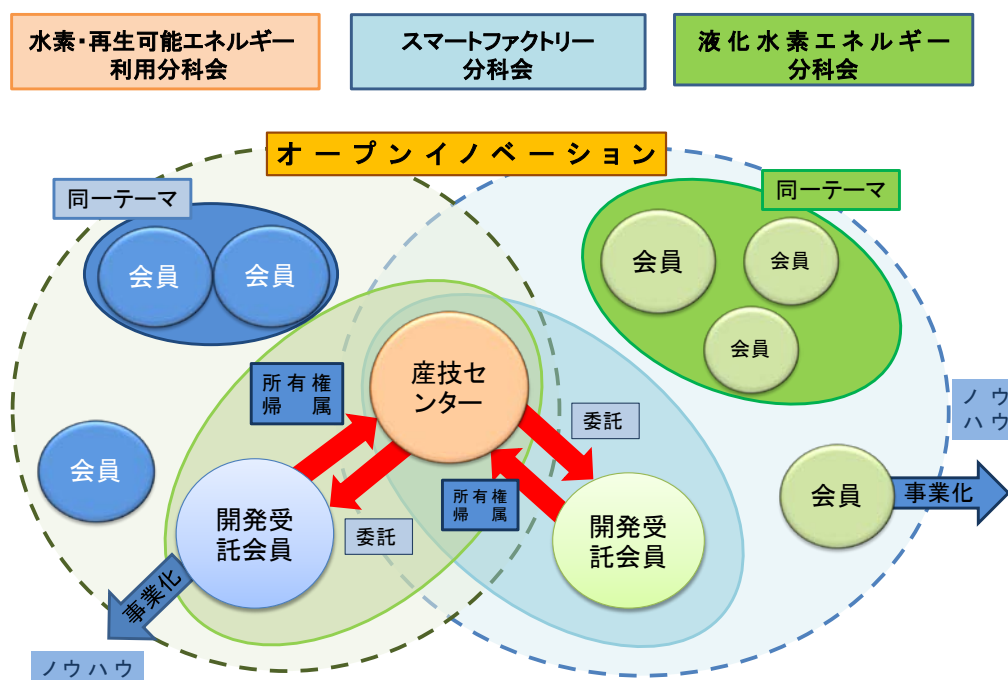 水素・再生可能エネルギー
利用分科会
スマートファクトリー
分科会
液化水素エネルギー
分科会
オープンイノベーション
同一テーマ
会員
会員
同一テーマ
会員
会員
会員
産技セ
ンター
所有権
帰属
委託
会員
開発受
託会員
委託
所有権
帰属
開発受
託会員
会員
事業化
ノウ
ハウ
事業化
ノウハウ